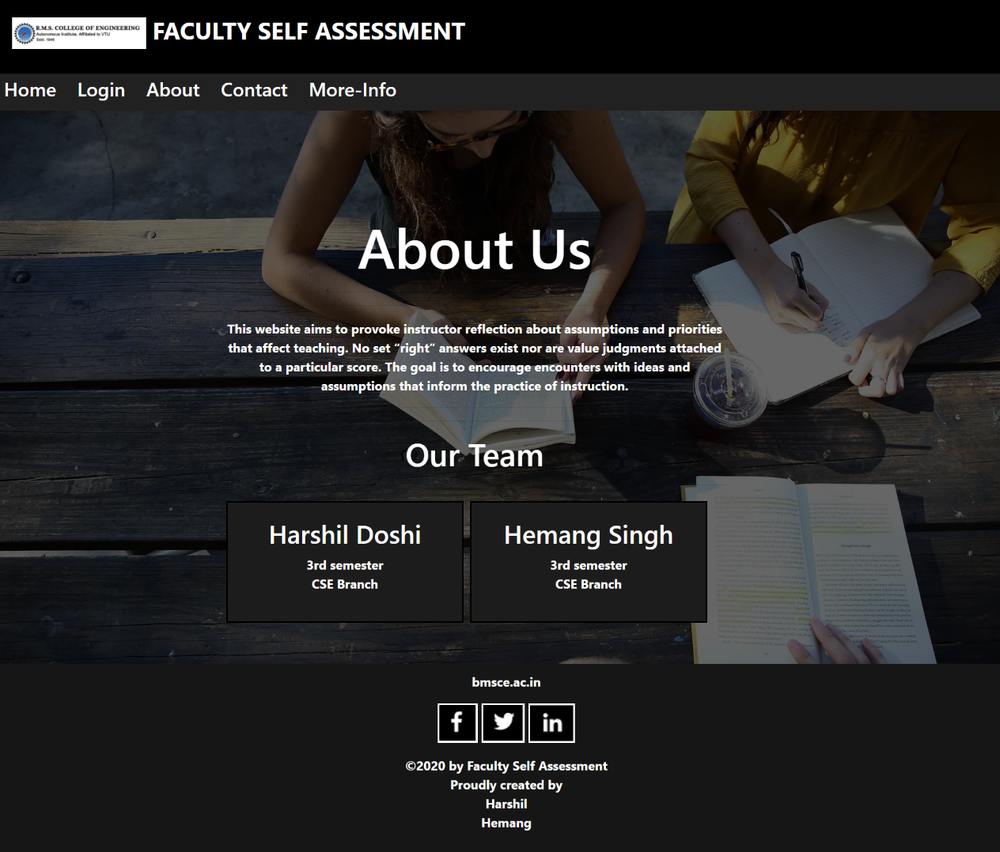 B.M.S. COLLEGE OF ENGINEERING
Autonomous Institute, Affiliated to VTU
Estd. 1946
FACULTY SELF ASSESSMENT
Home Login About Contact More-Info
About Us
This website aims to provoke instructor reflection about assumptions and priorities
that affect teaching. No set “right” answers exist nor are value judgments attached
to a particular score. The goal is to encourage encounters with ideas and
assumptions that inform the practice of instruction.
Our Team
Harshil Doshi
3rd semester
CSE Branch
Hemang Singh
3rd semester
CSE Branch
bmsce.ac.in
©2020 by Faculty Self Assessment
Proudly created by
Harshil
Hemang